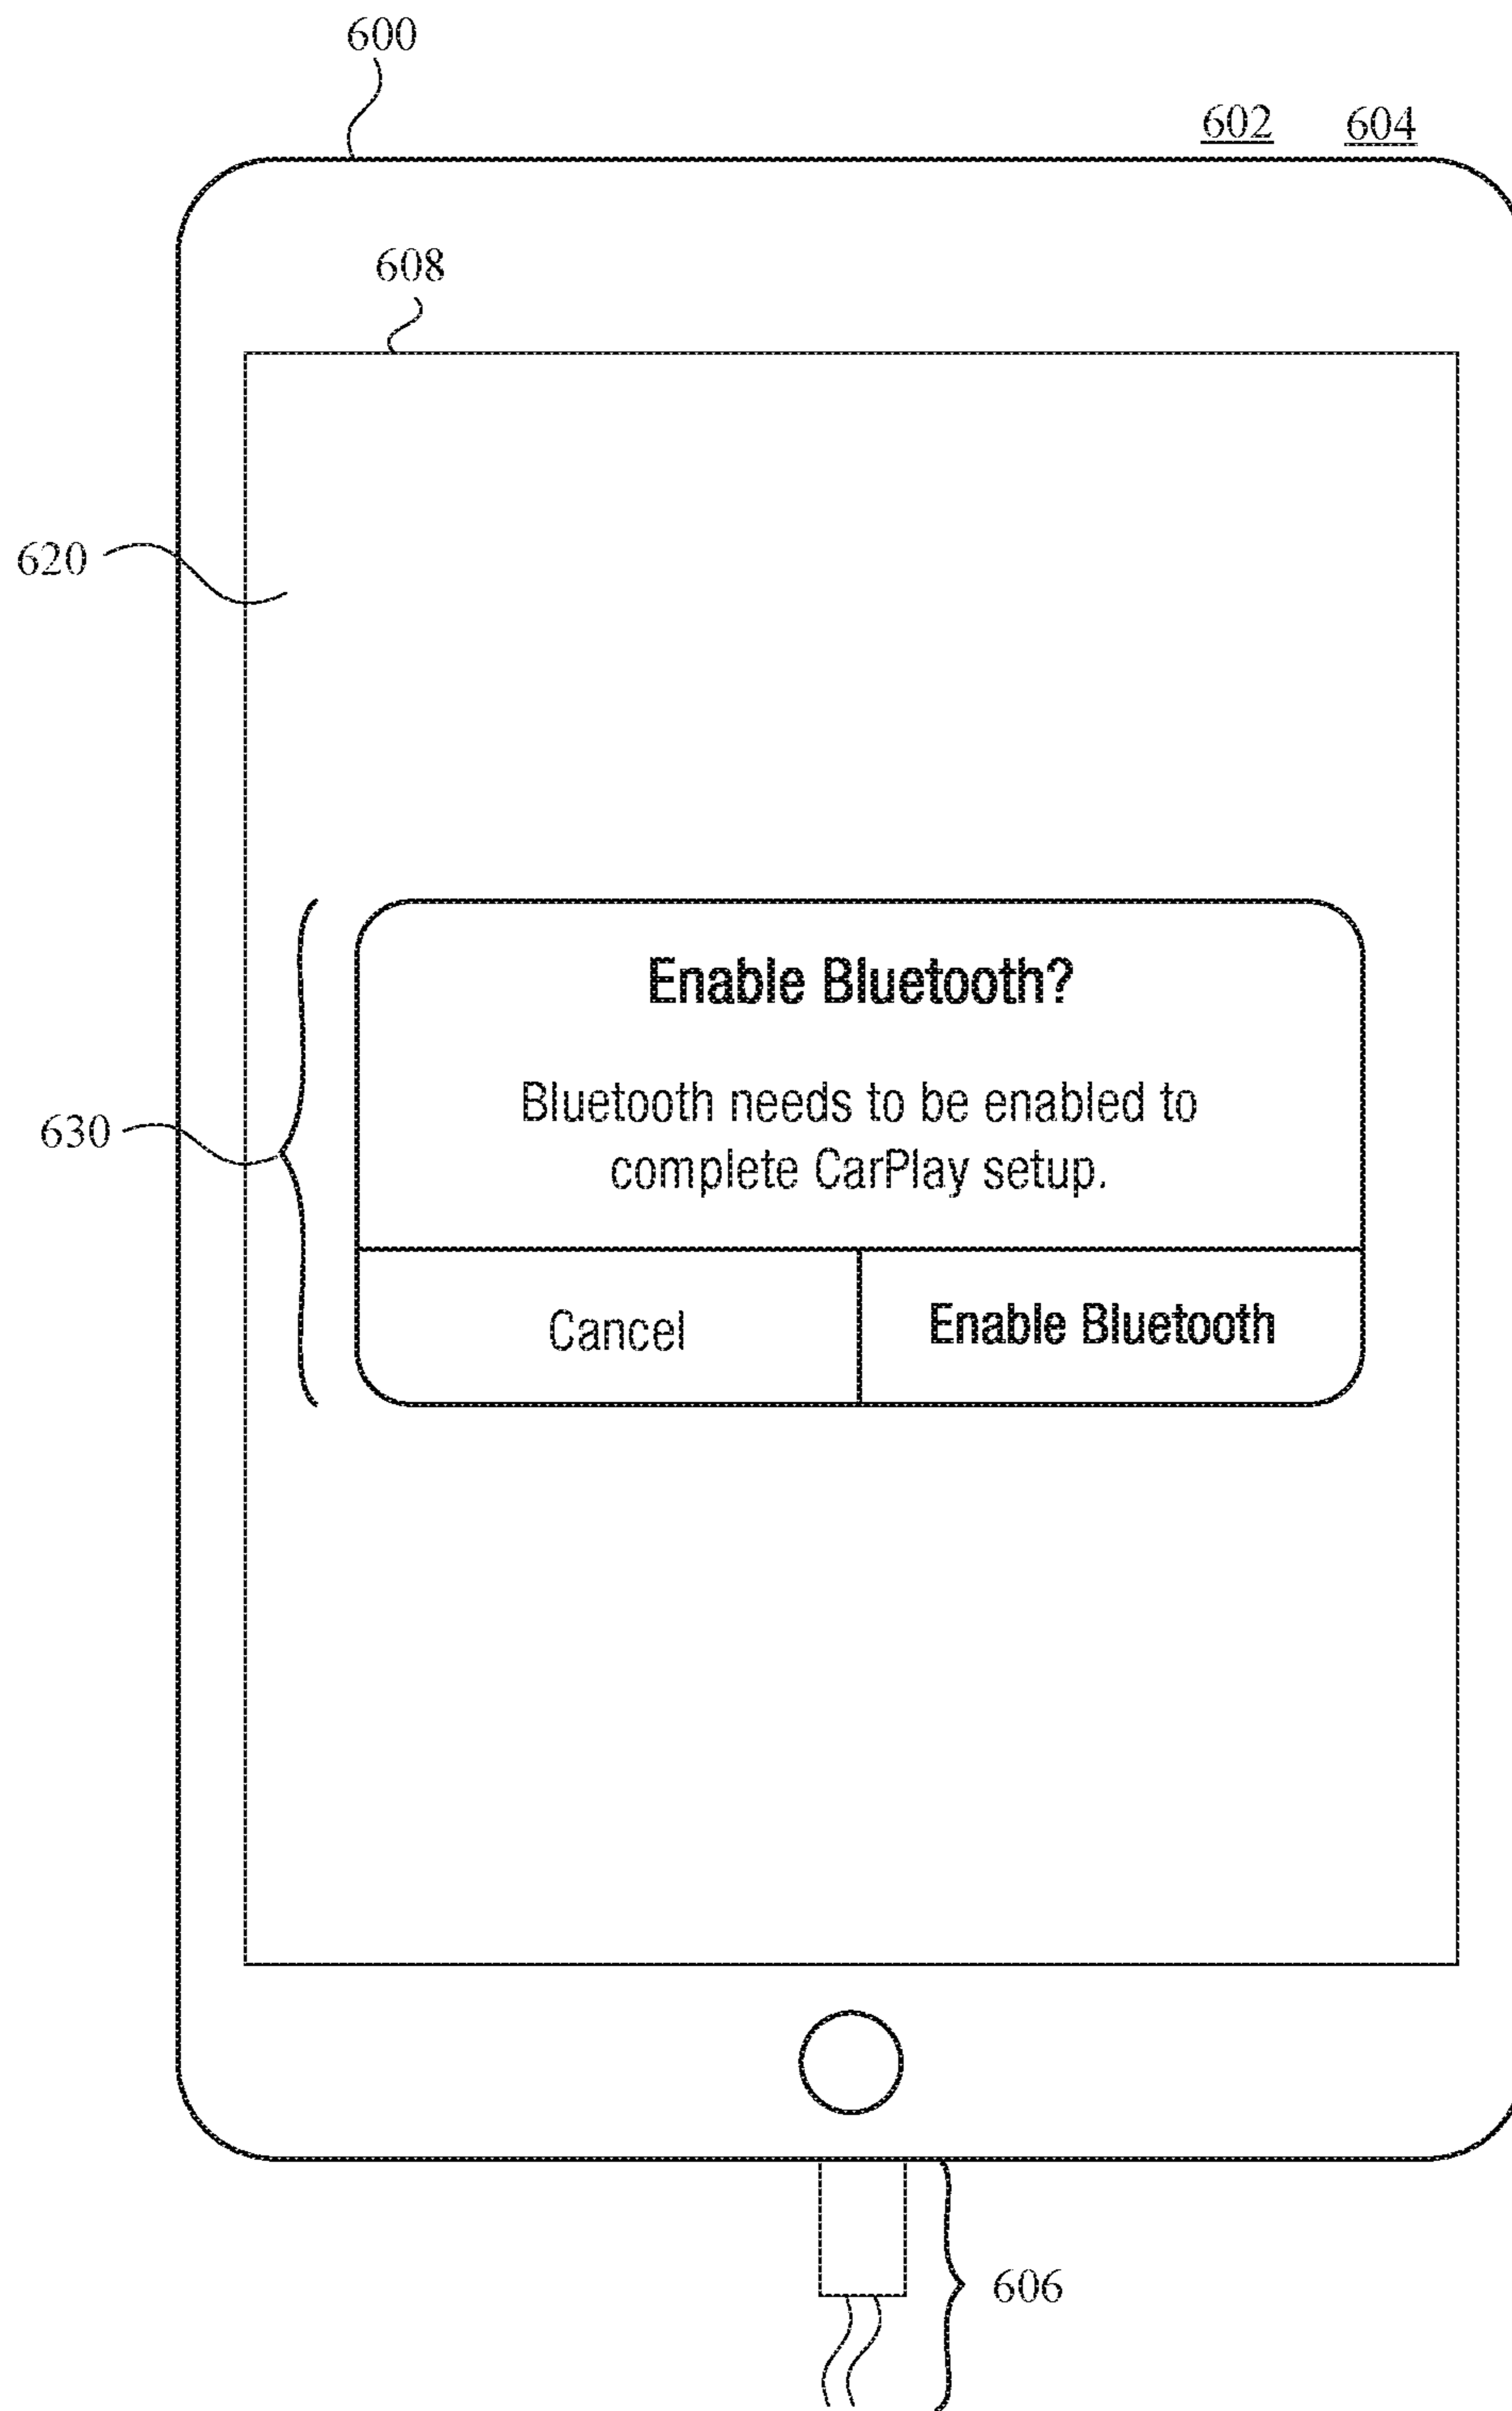 600
602 604
608
620
Enable Bluetooth?
Bluetooth needs to be enabled to
630
complete CarPlay setup.
Cancel Enable Bluetooth
606